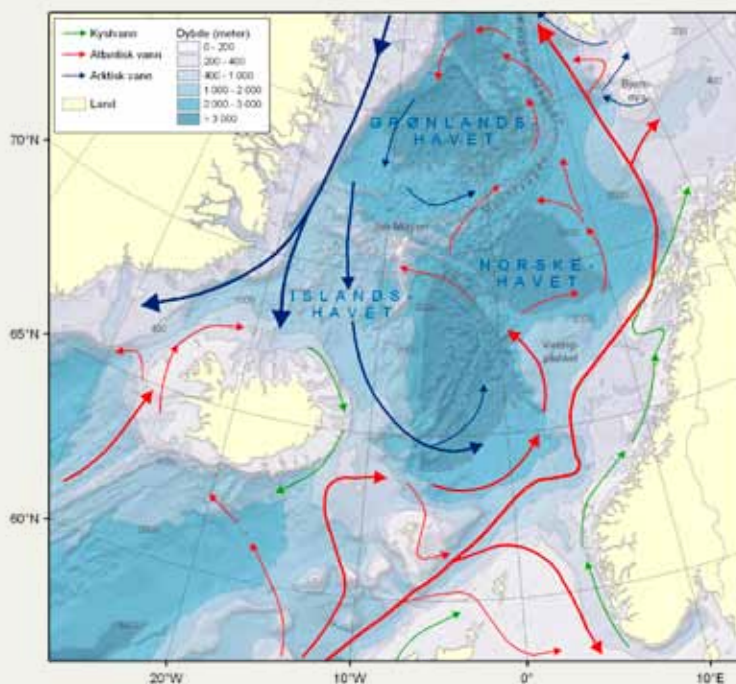 Kystvann
Atlantisk vann
Arktisk vann
Land
Dybde (meter)
0 - 200
200 - 400
400 - 1 000
1 000 - 2 000
2 000 - 3 000
> 3 000
GRØNLANDS-
HAVET
Jan Mayen
NORSKE-
HAVET
ISLANDS-
HAVET
70°N
65°N
60°N
20°W
10°W
0°
10°E